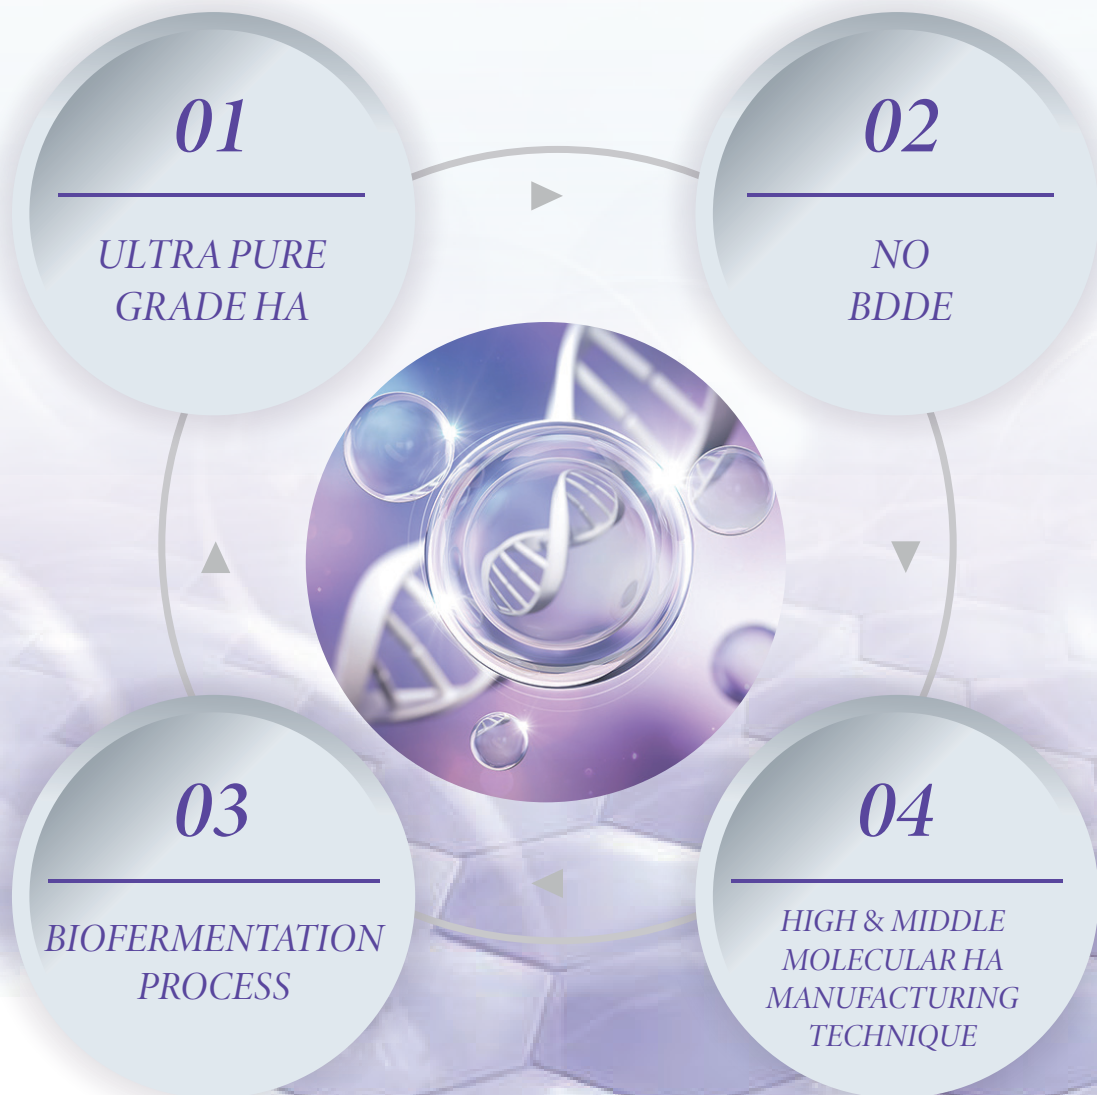 01
ULTRA PURE
GRADE HA
02
NO
BDDE
03
BIOFERMENTATION
PROCESS
04
HIGH & MIDDLE
MOLECULAR HA
MANUFACTURING
TECHNIQUE